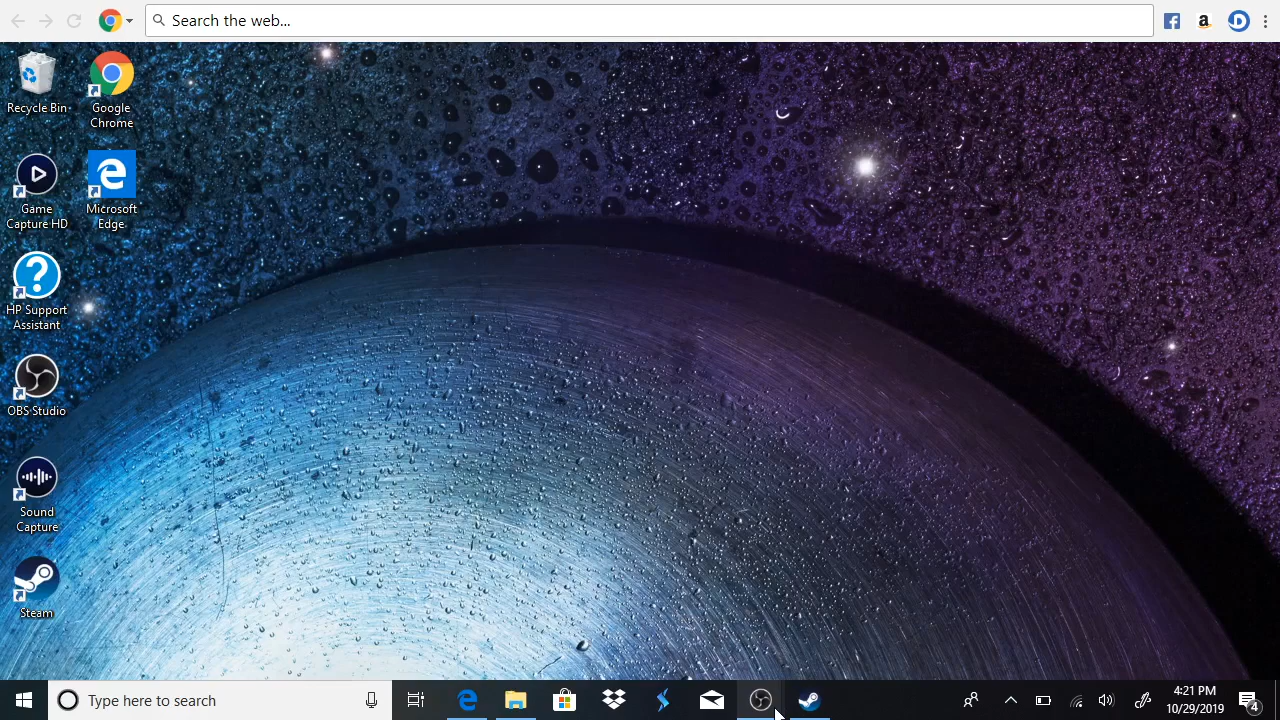 Search the web...
Recycle Bin
Google
Chrome
Game
Capture HD
Microsoft
Edge
HP Support
Assistant
OBS Studio
Sound
Capture
Steam
Type here to search
4:21 PM
10/29/2019
4